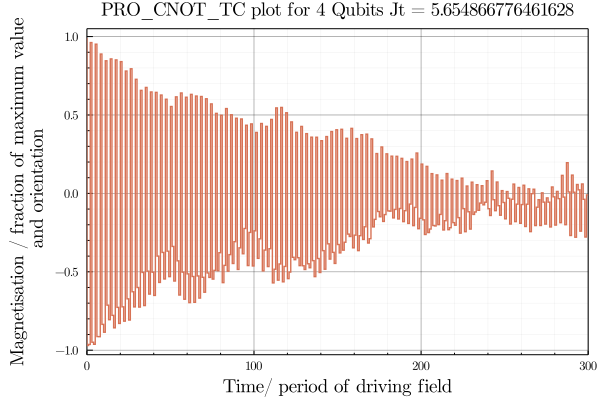 PRO_CNOT_TC plot for 4 Qubits Jt = 5.654866776461628
Magnetisation / fraction of maximum value
and orientation
1.0
0.5
0.0
−0.5
−1.0
0
100
200
300
Time/ period of driving field